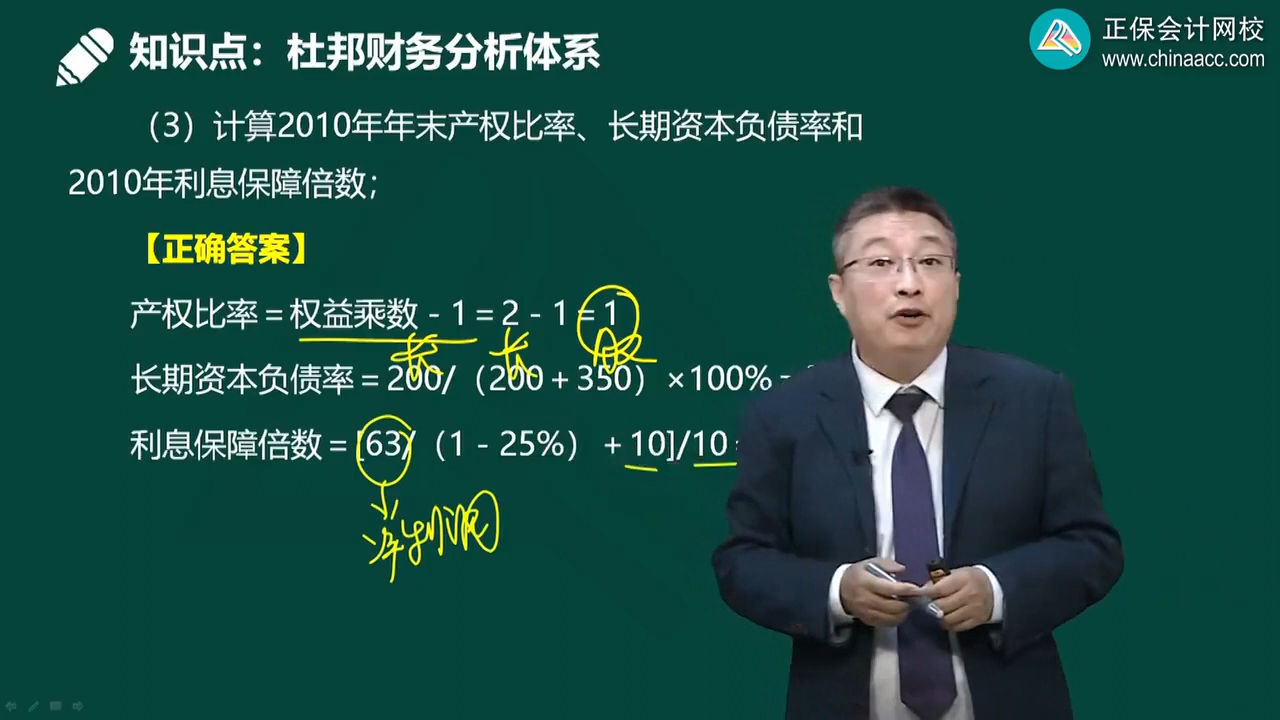 知识点：杜邦财务分析体系
正保会计网校
www.chinaacc.com
（3）计算2010年年末产权比率、长期资本负债率和
2010年利息保障倍数；
【正确答案】
产权比率＝权益乘数－1＝2－1＝1
长 长 股
长期资本负债率＝200/（200＋350）×100%＝
利息保障倍数＝[63/（1－25%）＋10]/10
净利润